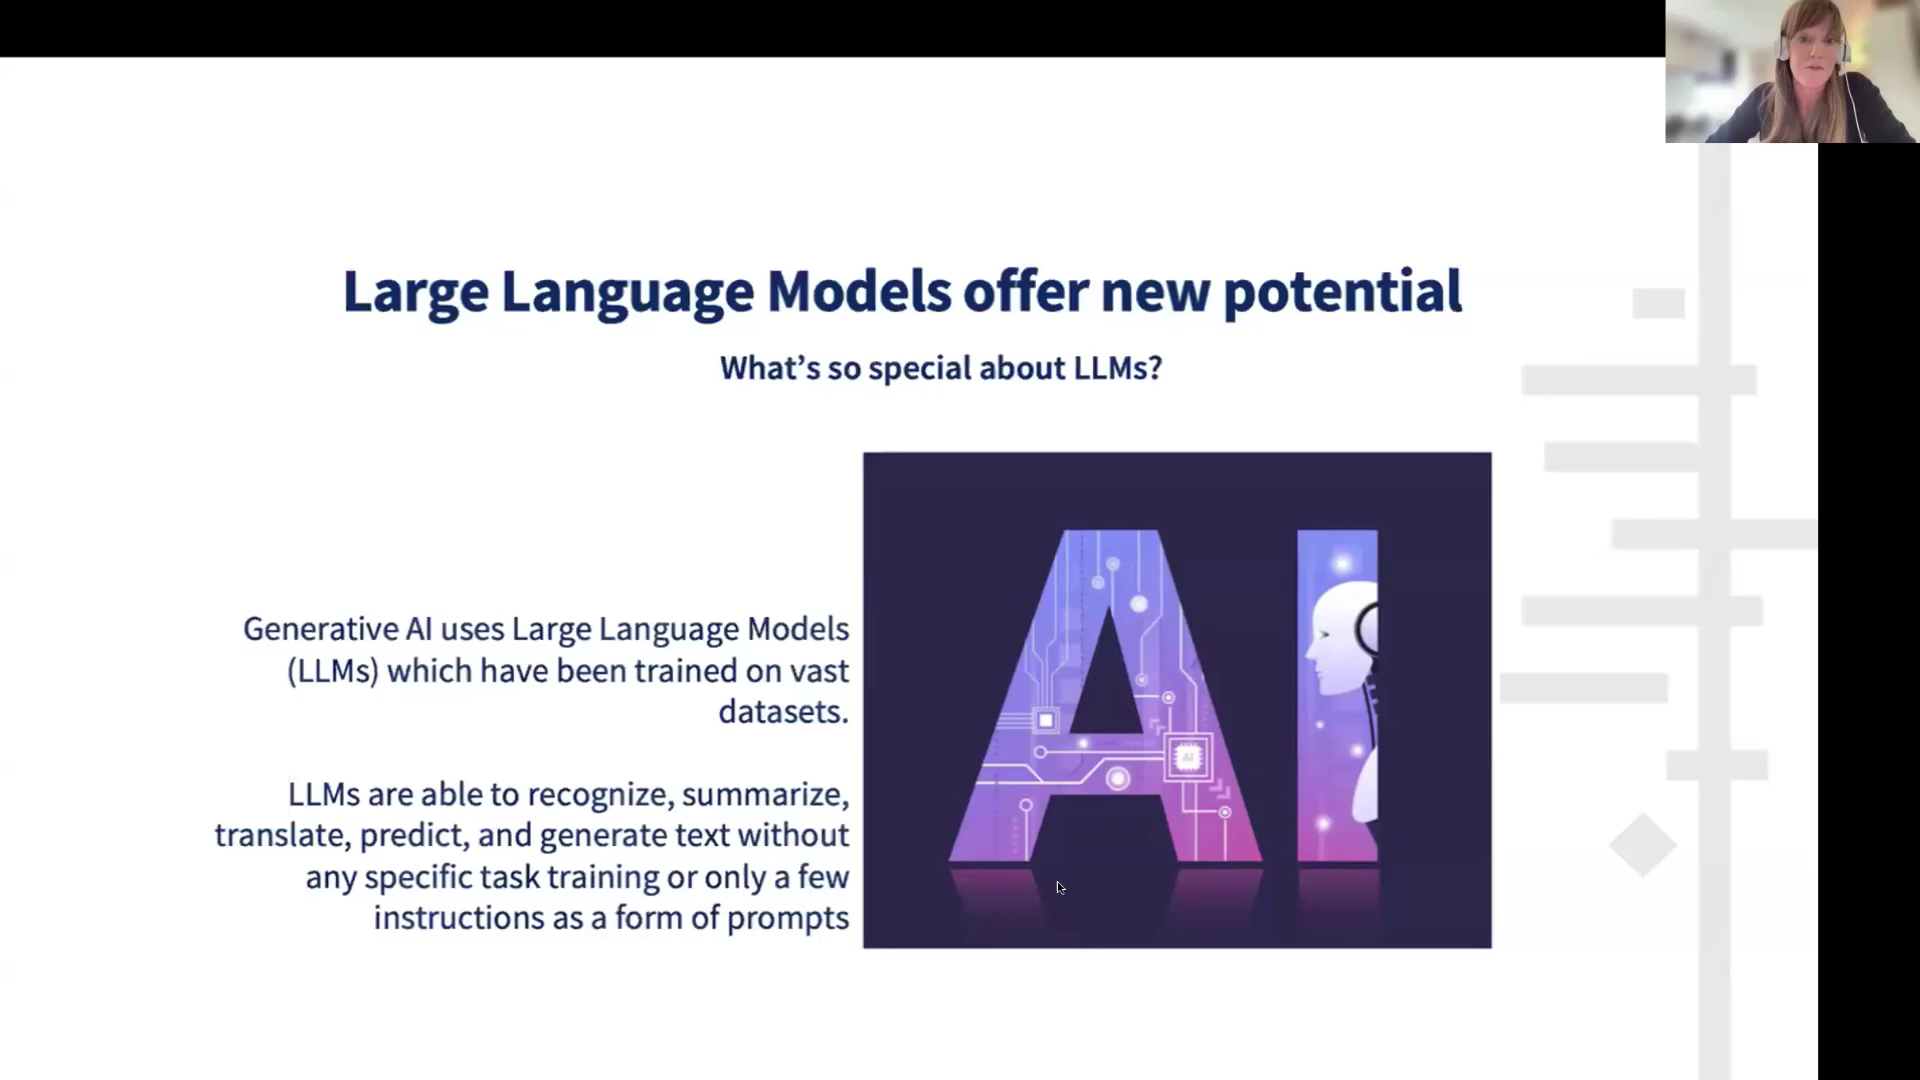 Large Language Models offer new potential
What's so special about LLMs?
Generative AI uses Large Language Models
(LLMs) which have been trained on vast
datasets.
LLMs are able to recognize, summarize,
translate, predict, and generate text without
any specific task training or only a few
instructions as a form of prompts
AI
AI